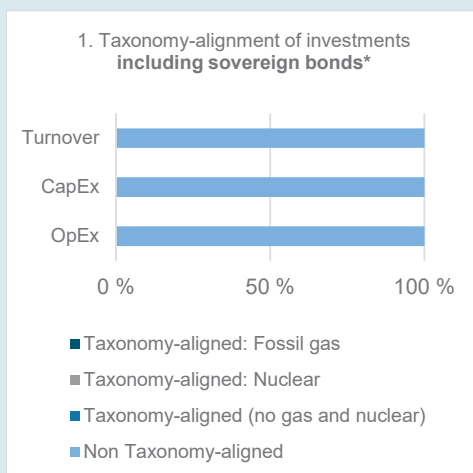 1. Taxonomy-alignment of investments
including sovereign bonds*
Turnover
CapEx
OpEx
0 %
50 %
100 %
Taxonomy-aligned: Fossil gas
Taxonomy-aligned: Nuclear
Taxonomy-aligned (no gas and nuclear)
Non Taxonomy-aligned